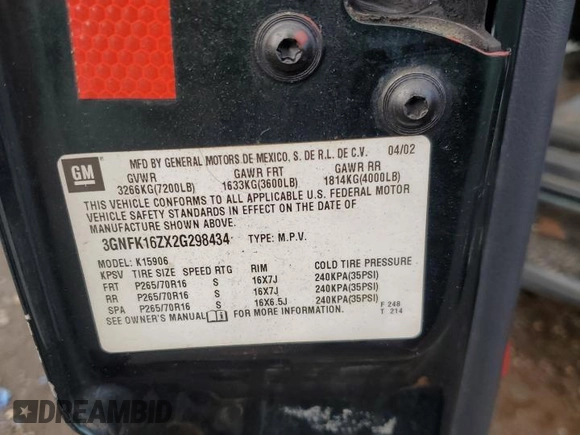 GM
MFD BY GENERAL MOTORS DE MEXICO, S. DE R.L. DE C.V. 04/02
GVWR GAWR FRT GAWR RR
3266KG(7200LB) 1633KG(3600LB) 1814KG(4000LB)
THIS VEHICLE CONFORMS TO ALL APPLICABLE U.S. FEDERAL MOTOR
VEHICLE SAFETY STANDARDS IN EFFECT ON THE DATE OF
MANUFACTURE SHOWN ABOVE.
3GNFK16ZX2G298434 TYPE: M.P.V.
MODEL: K15906
KPSV TIRE SIZE SPEED RTG RIM COLD TIRE PRESSURE
FRT P265/70R16 S 16X7J 240KPA(35PSI)
RR P265/70R16 S 16X7J 240KPA(35PSI)
SPA P265/70R16 S 16X6.5J 240KPA(35PSI)
SEE OWNER'S MANUAL FOR MORE INFORMATION.
F 248
T 214
DREAMBID